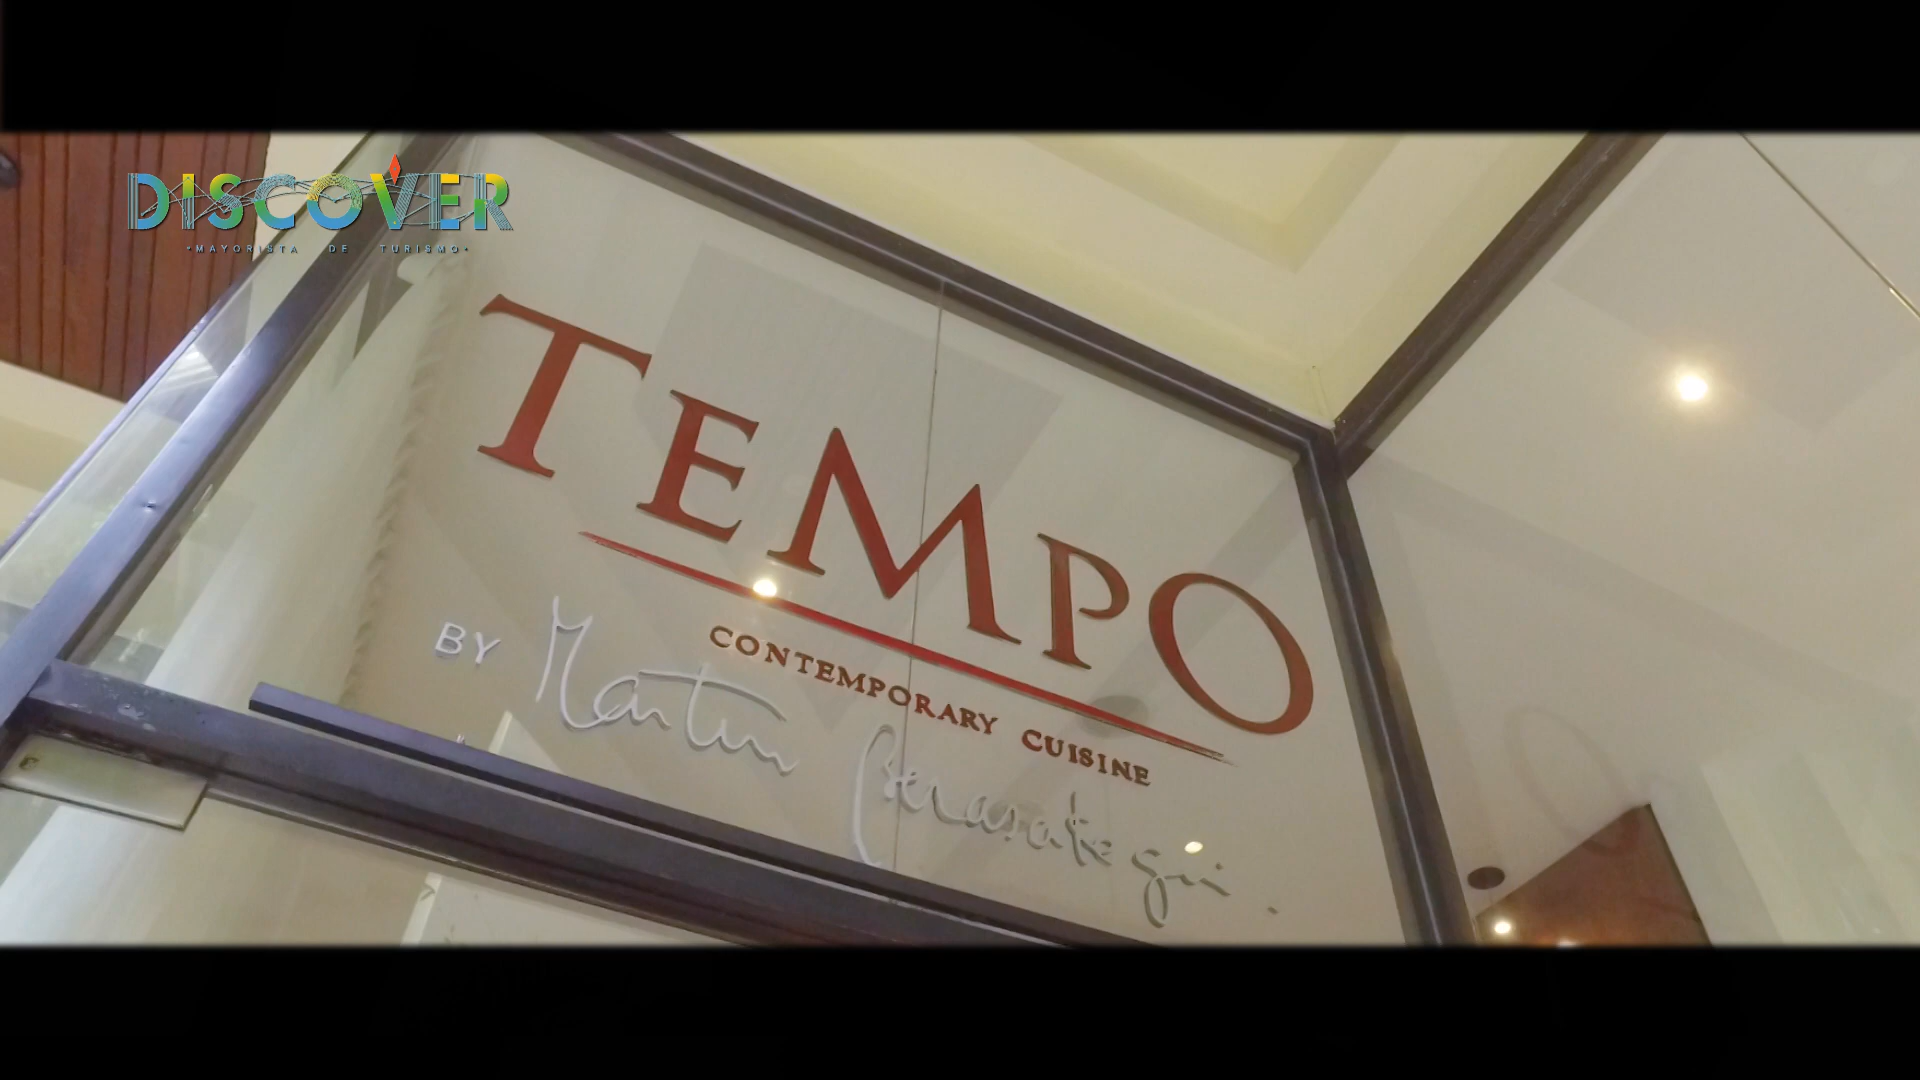 DISCOVER
•MAYORISTA DE TURISMO•
TEMPO
CONTEMPORARY CUISINE
BY Martin Berasategui.